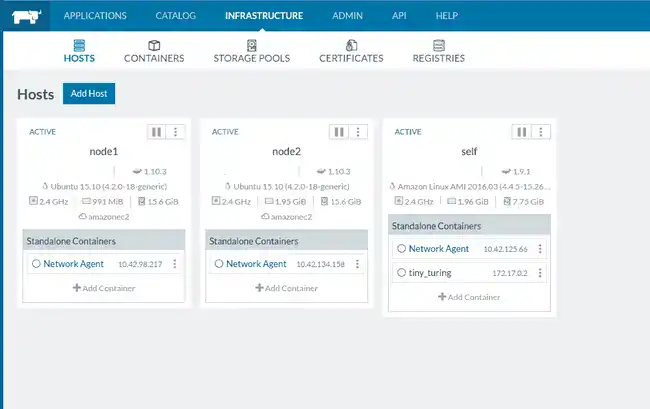 APPLICATIONS CATALOG INFRASTRUCTURE ADMIN API HELP
HOSTS CONTAINERS STORAGE POOLS CERTIFICATES REGISTRIES
Hosts Add Host
ACTIVE
node1
1.10.3
Ubuntu 15.10 (4.2.0-18-generic)
2.4 GHz 991 MiB 15.6 GiB
amazonec2
Standalone Containers
Network Agent 10.42.98.217
Add Container
ACTIVE
node2
1.10.3
Ubuntu 15.10 (4.2.0-18-generic)
2.4 GHz 1.95 GiB 15.6 GiB
amazonec2
Standalone Containers
Network Agent 10.42.134.158
Add Container
ACTIVE
self
1.9.1
Amazon Linux AMI 2016.03 (4.4.5-15.26...
2.4 GHz 1.96 GiB 7.75 GiB
Standalone Containers
Network Agent 10.42.125.66
tiny_turing 172.17.0.2
Add Container